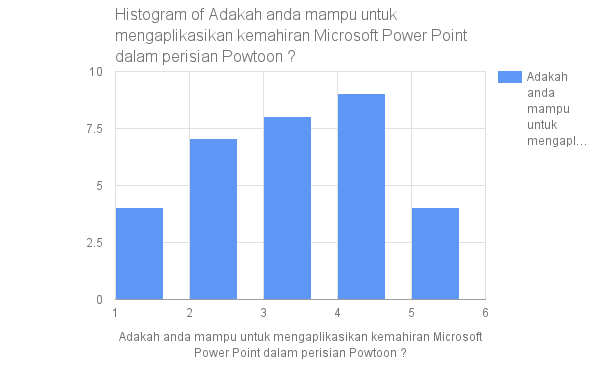 Histogram of Adakah anda mampu untuk
mengaplikasikan kemahiran Microsoft Power Point
dalam perisian Powtoon ?
10
7.5
5
2.5
0
1 2 3 4 5 6
Adakah anda mampu untuk mengaplikasikan kemahiran Microsoft
Power Point dalam perisian Powtoon ?
Adakah
anda
mampu
untuk
mengapl...